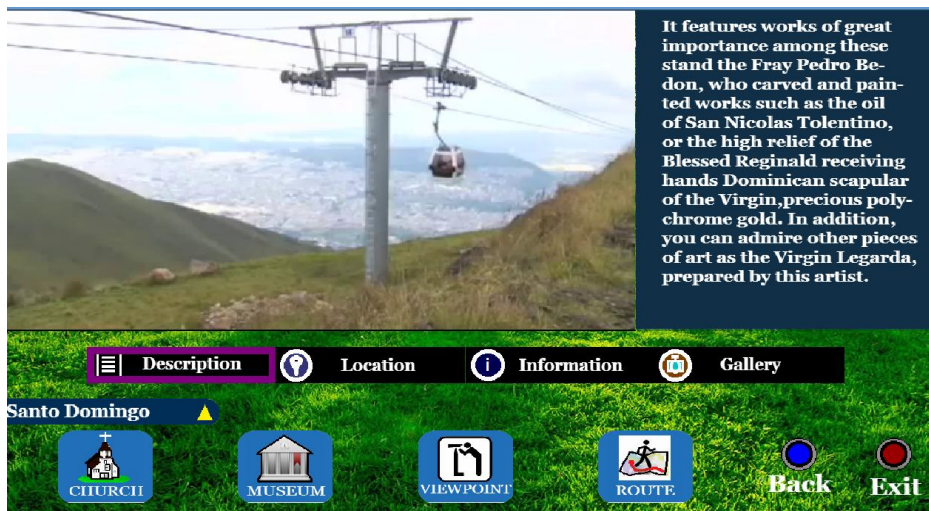 It features works of great
importance among these
stand the Fray Pedro Be-
don, who carved and pain-
ted works such as the oil
of San Nicolas Tolentino,
or the high relief of the
Blessed Reginald receiving
hands Dominican scapular
of the Virgin,precious poly-
chrome gold. In addition,
you can admire other pieces
of art as the Virgin Legarda,
prepared by this artist.
Description
Location
Information
Gallery
Santo Domingo
CHURCH
MUSEUM
VIEWPOINT
ROUTE
Back
Exit